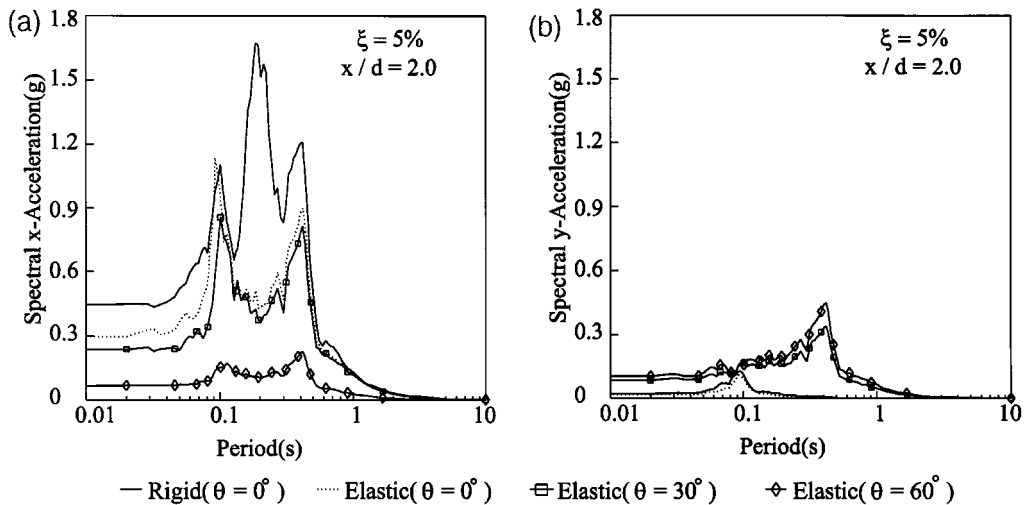 (a)
Spectral x-Acceleration(g)
1.8
1.5
1.2
0.9
0.6
0.3
0
ξ = 5%
x / d = 2.0
0.01 0.1 1 10
Period(s)
(b)
Spectral y-Acceleration(g)
1.8
1.5
1.2
0.9
0.6
0.3
0
ξ = 5%
x / d = 2.0
0.01 0.1 1 10
Period(s)
Rigid( θ = 0° ) Elastic( θ = 0° ) Elastic( θ = 30° ) Elastic( θ = 60° )